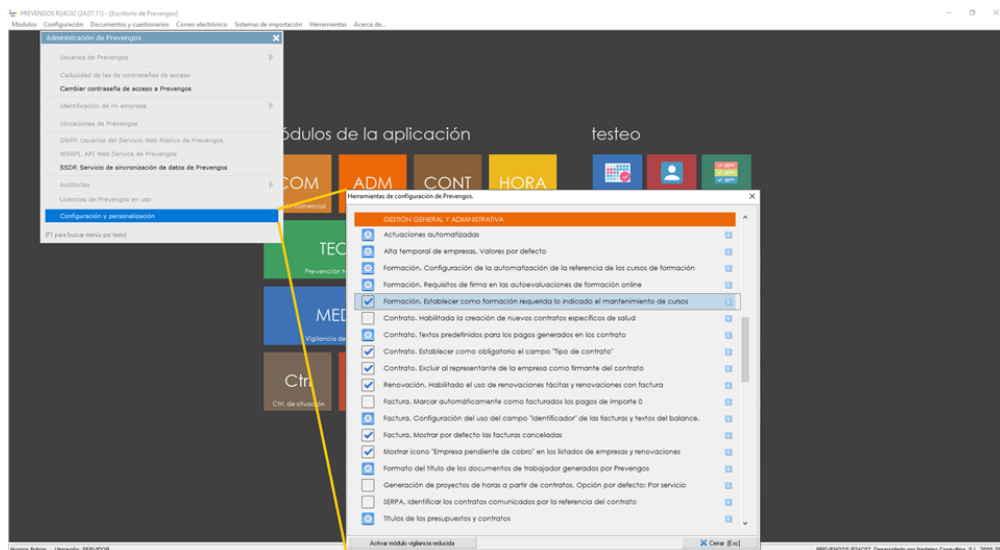 PREVENGOS R24C02 (24.07.11) - [Escritorio de Prevengos]
Modulos Configuración Documentos y cuestionarios Correo electrónico Sistemas de importación Herramientas Acerca de...
Administración de Prevengos
Usuarios de Prevengos
Caducidad de las de contraseñas de acceso
Cambiar contraseña de acceso a Prevengos
Identificación de mi empresa
Ubicaciones de Prevengos
SWPP. Usuarios del Servicio Web Público de Prevengos
WSAPI. API Web Service de Prevengos
SSDP. Servicio de sincronización de datos de Prevengos
Auditorias
Licencias de Prevengos en uso
Configuración y personalización
[F1 para buscar menús por texto]
ódulos de la aplicación
testeo
COM
ADM
CONT
HORA
comercial
TEC
Prevención
MED
Vigilancia de
Ctrl
Ctrl. de situación
Herramientas de configuración de Prevengos.
GESTIÓN GENERAL Y ADMINISTRATIVA
Actuaciones automatizadas
Alta temporal de empresas. Valores por defecto
Formación. Configuración de la automatización de la referencia de los cursos de formación
Formación. Requisitos de firma en las autoevaluaciones de formación online
Formación. Establecer como formación requerida lo indicado el mantenimiento de cursos
Contrato. Habilitada la creación de nuevos contratos específicos de salud
Contrato. Textos predefinidos para los pagos generados en los contrato
Contrato. Establecer como obligatorio el campo "Tipo de contrato"
Contrato. Excluir al representante de la empresa como firmante del contrato
Renovación. Habilitado el uso de renovaciones tácitas y renovaciones con factura
Factura. Marcar automáticamente como facturados los pagos de importe 0
Factura. Configuración del uso del campo "Identificador" de las facturas y textos del balance.
Factura. Mostrar por defecto las facturas canceladas
Mostrar icono "Empresa pendiente de cobro" en los listados de empresas y renovaciones
Formato del título de los documentos de trabajador generados por Prevengos
Generación de proyectos de horas a partir de contratos. Opción por defecto: Por servicio
SERPA. Identificar los contratos comunicados por la referencia del contrato
Títulos de los presupuestos y contratos
Activar módulo vigilancia reducida
Cerrar [Esc]